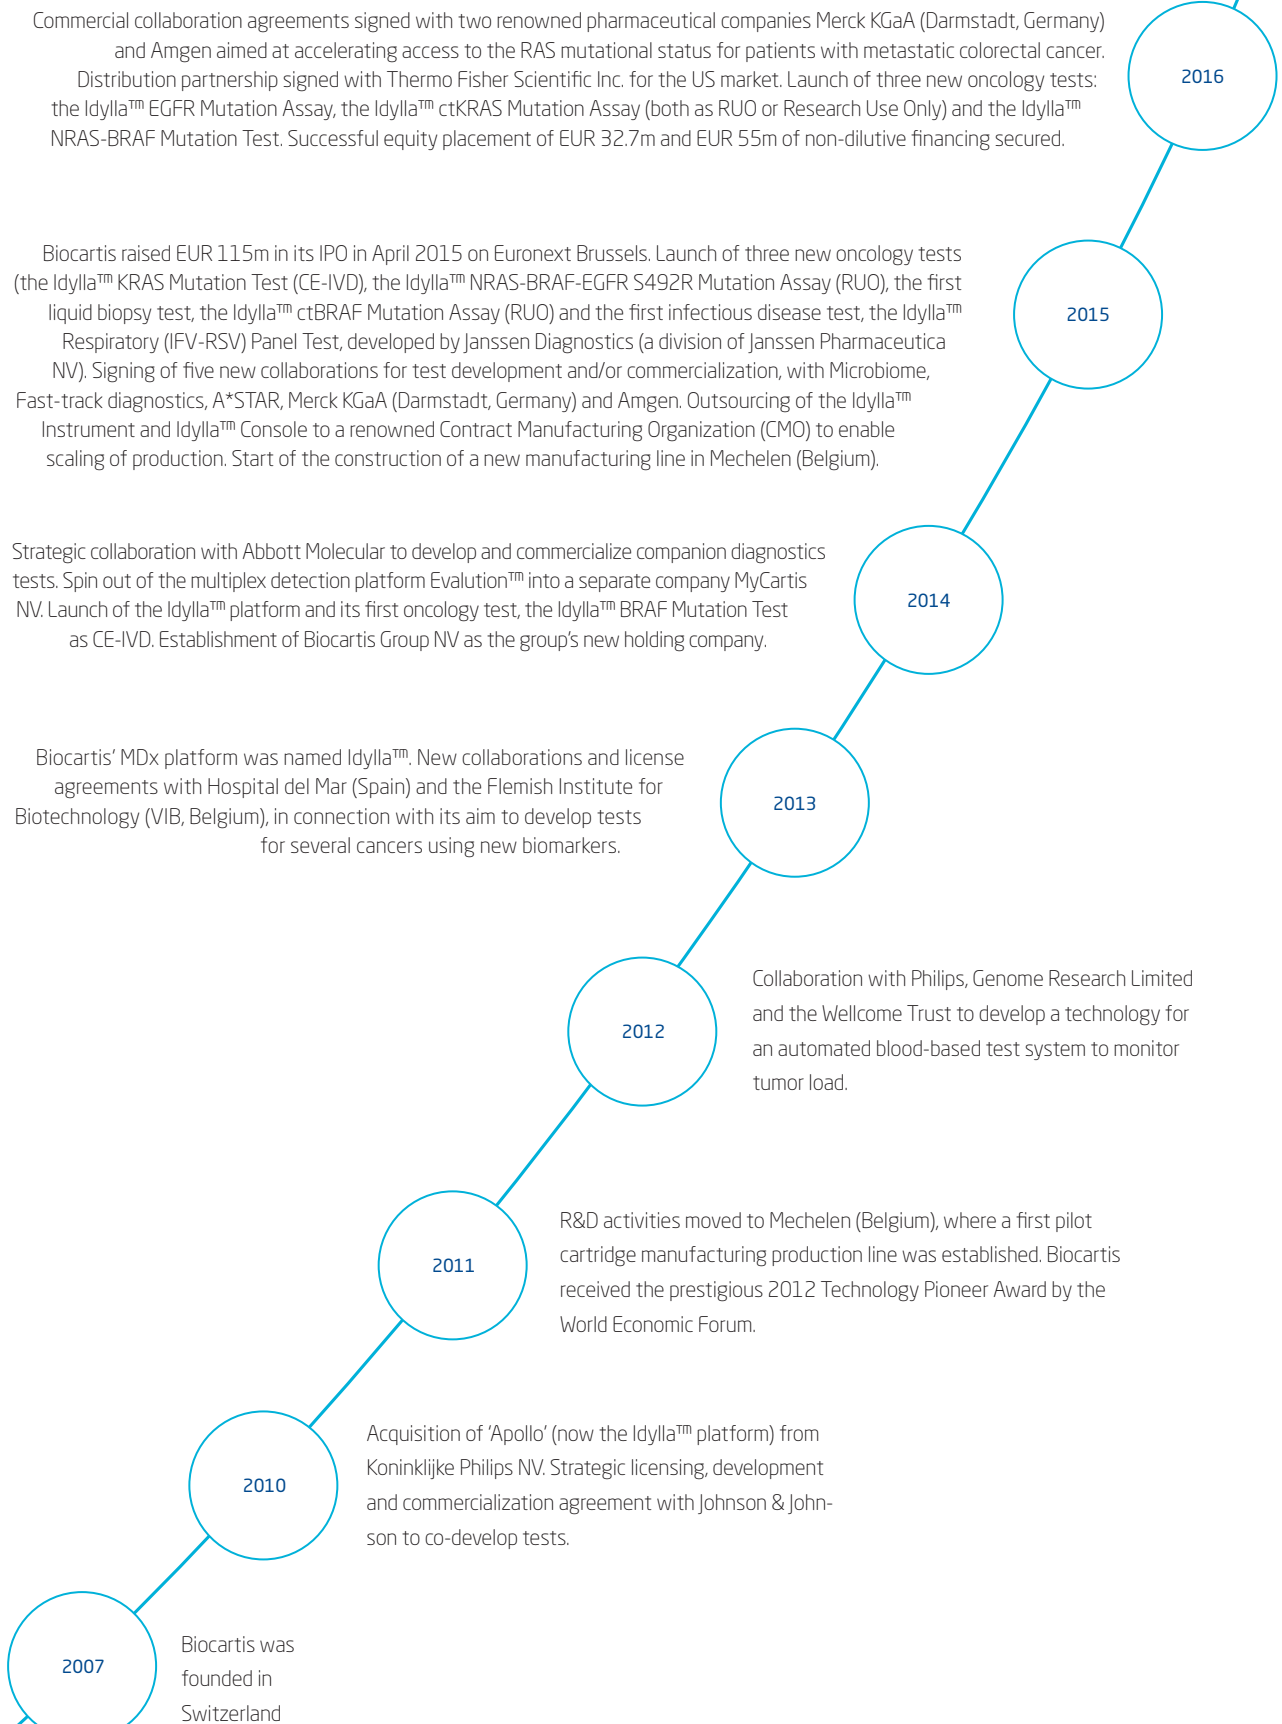 Commercial collaboration agreements signed with two renowned pharmaceutical companies Merck KGaA (Darmstadt, Germany)
and Amgen aimed at accelerating access to the RAS mutational status for patients with metastatic colorectal cancer.
Distribution partnership signed with Thermo Fisher Scientific Inc. for the US market. Launch of three new oncology tests:
the Idylla™ EGFR Mutation Assay, the Idylla™ ctKRAS Mutation Assay (both as RUO or Research Use Only) and the Idylla™
NRAS-BRAF Mutation Test. Successful equity placement of EUR 32.7m and EUR 55m of non-dilutive financing secured.
2016
Biocartis raised EUR 115m in its IPO in April 2015 on Euronext Brussels. Launch of three new oncology tests
(the Idylla™ KRAS Mutation Test (CE-IVD), the Idylla™ NRAS-BRAF-EGFR S492R Mutation Assay (RUO), the first
liquid biopsy test, the Idylla™ ctBRAF Mutation Assay (RUO) and the first infectious disease test, the Idylla™
Respiratory (IFV-RSV) Panel Test, developed by Janssen Diagnostics (a division of Janssen Pharmaceutica
NV). Signing of five new collaborations for test development and/or commercialization, with Microbiome,
Fast-track diagnostics, A*STAR, Merck KGaA (Darmstadt, Germany) and Amgen. Outsourcing of the Idylla™
Instrument and Idylla™ Console to a renowned Contract Manufacturing Organization (CMO) to enable
scaling of production. Start of the construction of a new manufacturing line in Mechelen (Belgium).
2015
Strategic collaboration with Abbott Molecular to develop and commercialize companion diagnostics
tests. Spin out of the multiplex detection platform Evalution™ into a separate company MyCartis
NV. Launch of the Idylla™ platform and its first oncology test, the Idylla™ BRAF Mutation Test
as CE-IVD. Establishment of Biocartis Group NV as the group's new holding company.
2014
Biocartis' MDx platform was named Idylla™. New collaborations and license
agreements with Hospital del Mar (Spain) and the Flemish Institute for
Biotechnology (VIB, Belgium), in connection with its aim to develop tests
for several cancers using new biomarkers.
2013
Collaboration with Philips, Genome Research Limited
and the Wellcome Trust to develop a technology for
an automated blood-based test system to monitor
tumor load.
2012
R&D activities moved to Mechelen (Belgium), where a first pilot
cartridge manufacturing production line was established. Biocartis
received the prestigious 2012 Technology Pioneer Award by the
World Economic Forum.
2011
Acquisition of 'Apollo' (now the Idylla™ platform) from
Koninklijke Philips NV. Strategic licensing, development
and commercialization agreement with Johnson & John-
son to co-develop tests.
2010
Biocartis was
founded in
Switzerland
2007